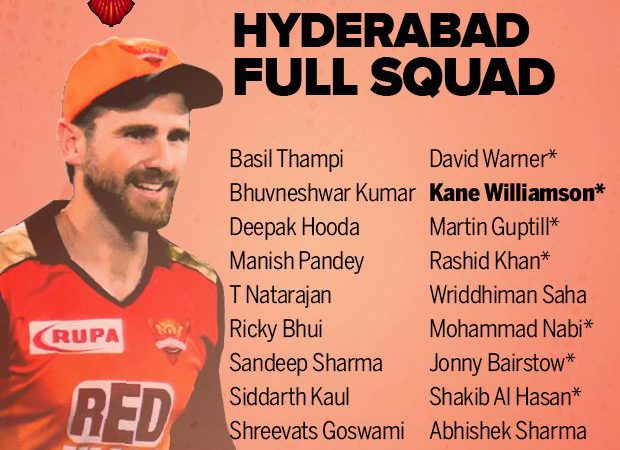 HYDERABAD
FULL SQUAD
Basil Thampi
Bhuvneshwar Kumar
Deepak Hooda
Manish Pandey
T Natarajan
Ricky Bhui
Sandeep Sharma
Siddarth Kaul
Shreevats Goswami
David Warner*
Kane Williamson*
Martin Guptill*
Rashid Khan*
Wriddhiman Saha
Mohammad Nabi*
Jonny Bairstow*
Shakib Al Hasan*
Abhishek Sharma
RUPA
RED